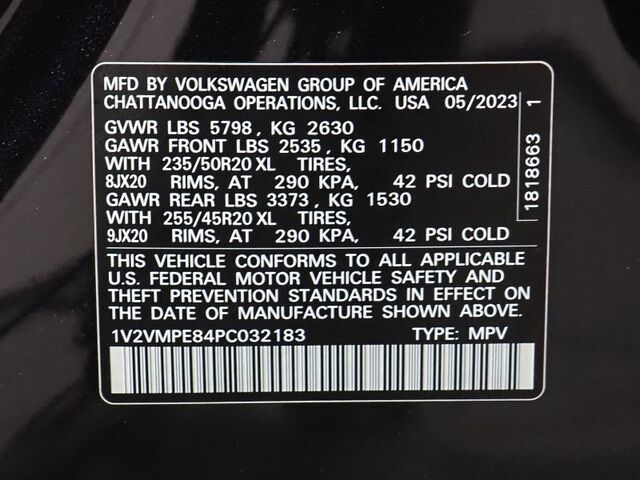 MFD BY VOLKSWAGEN GROUP OF AMERICA
CHATTANOOGA OPERATIONS, LLC. USA 05/2023
GVWR LBS 5798, KG 2630
GAWR FRONT LBS 2535, KG 1150
WITH 235/50R20 XL TIRES,
8JX20 RIMS, AT 290 KPA, 42 PSI COLD
GAWR REAR LBS 3373, KG 1530
WITH 255/45R20 XL TIRES,
9JX20 RIMS, AT 290 KPA, 42 PSI COLD
THIS VEHICLE CONFORMS TO ALL APPLICABLE
U.S. FEDERAL MOTOR VEHICLE SAFETY AND
THEFT PREVENTION STANDARDS IN EFFECT ON
THE DATE OF MANUFACTURE SHOWN ABOVE.
1V2VMPE84PC032183 TYPE: MPV
1818663 1